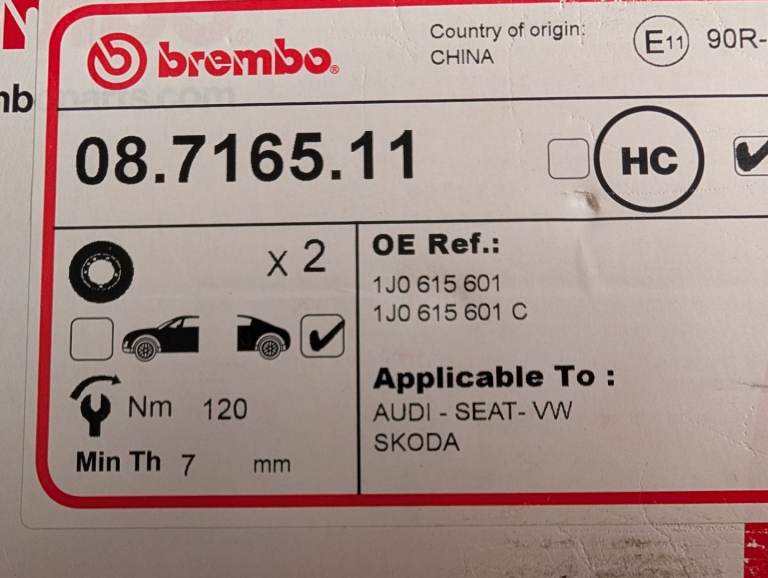 brembo®
Country of origin:
CHINA
E11 90R-
08.7165.11
HC
x 2
OE Ref.:
1J0 615 601
1J0 615 601 C
Nm 120
Min Th 7 mm
Applicable To :
AUDI - SEAT- VW
SKODA